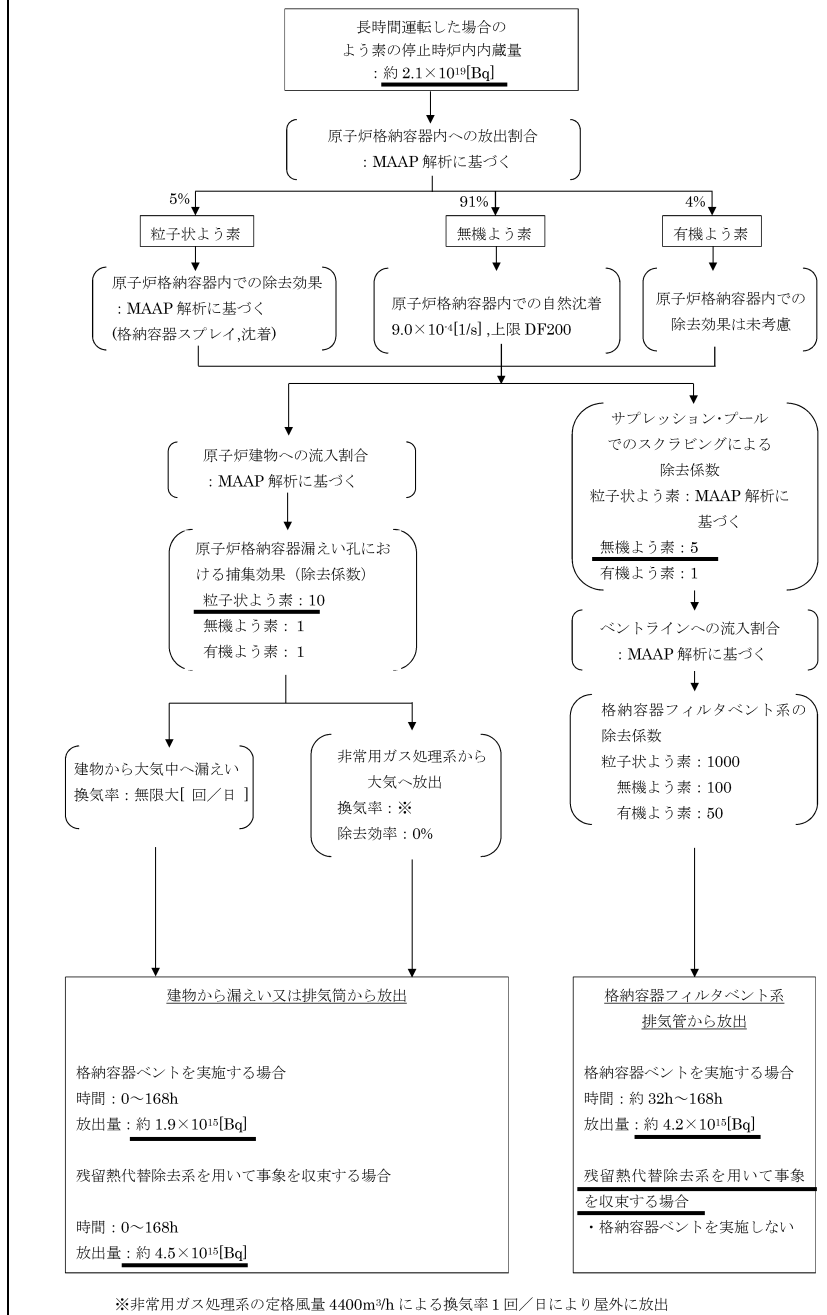 長時間運転した場合の
よう素の停止時炉内内蔵量
：約 2.1×10¹⁹[Bq]
原子炉格納容器内への放出割合
：MAAP 解析に基づく
5%
91%
4%
粒子状よう素
無機よう素
有機よう素
原子炉格納容器内での除去効果
：MAAP 解析に基づく
(格納容器スプレイ,沈着)
原子炉格納容器内での自然沈着
9.0×10⁻⁴[1/s] ,上限 DF200
原子炉格納容器内での
除去効果は未考慮
原子炉建物への流入割合
：MAAP 解析に基づく
原子炉格納容器漏えい孔にお
ける捕集効果（除去係数）
粒子状よう素：10
無機よう素：1
有機よう素：1
サプレッション・プール
でのスクラビングによる
除去係数
粒子状よう素：MAAP 解析に
基づく
無機よう素：5
有機よう素：1
ベントラインへの流入割合
：MAAP 解析に基づく
建物から大気中へ漏えい
換気率：無限大[ 回／日 ]
非常用ガス処理系から
大気へ放出
換気率：※
除去効率：0%
格納容器フィルタベント系の
除去係数
粒子状よう素：1000
無機よう素：100
有機よう素：50
建物から漏えい又は排気筒から放出
格納容器ベントを実施する場合
時間：0～168h
放出量：約 1.9×10¹⁵[Bq]
残留熱代替除去系を用いて事象を収束する場合
時間：0～168h
放出量：約 4.5×10¹⁵[Bq]
格納容器フィルタベント系
排気管から放出
格納容器ベントを実施する場合
時間：約 32h～168h
放出量：約 4.2×10¹⁵[Bq]
残留熱代替除去系を用いて事象
を収束する場合
・格納容器ベントを実施しない
※非常用ガス処理系の定格風量 4400m³/h による換気率 1 回／日により屋外に放出